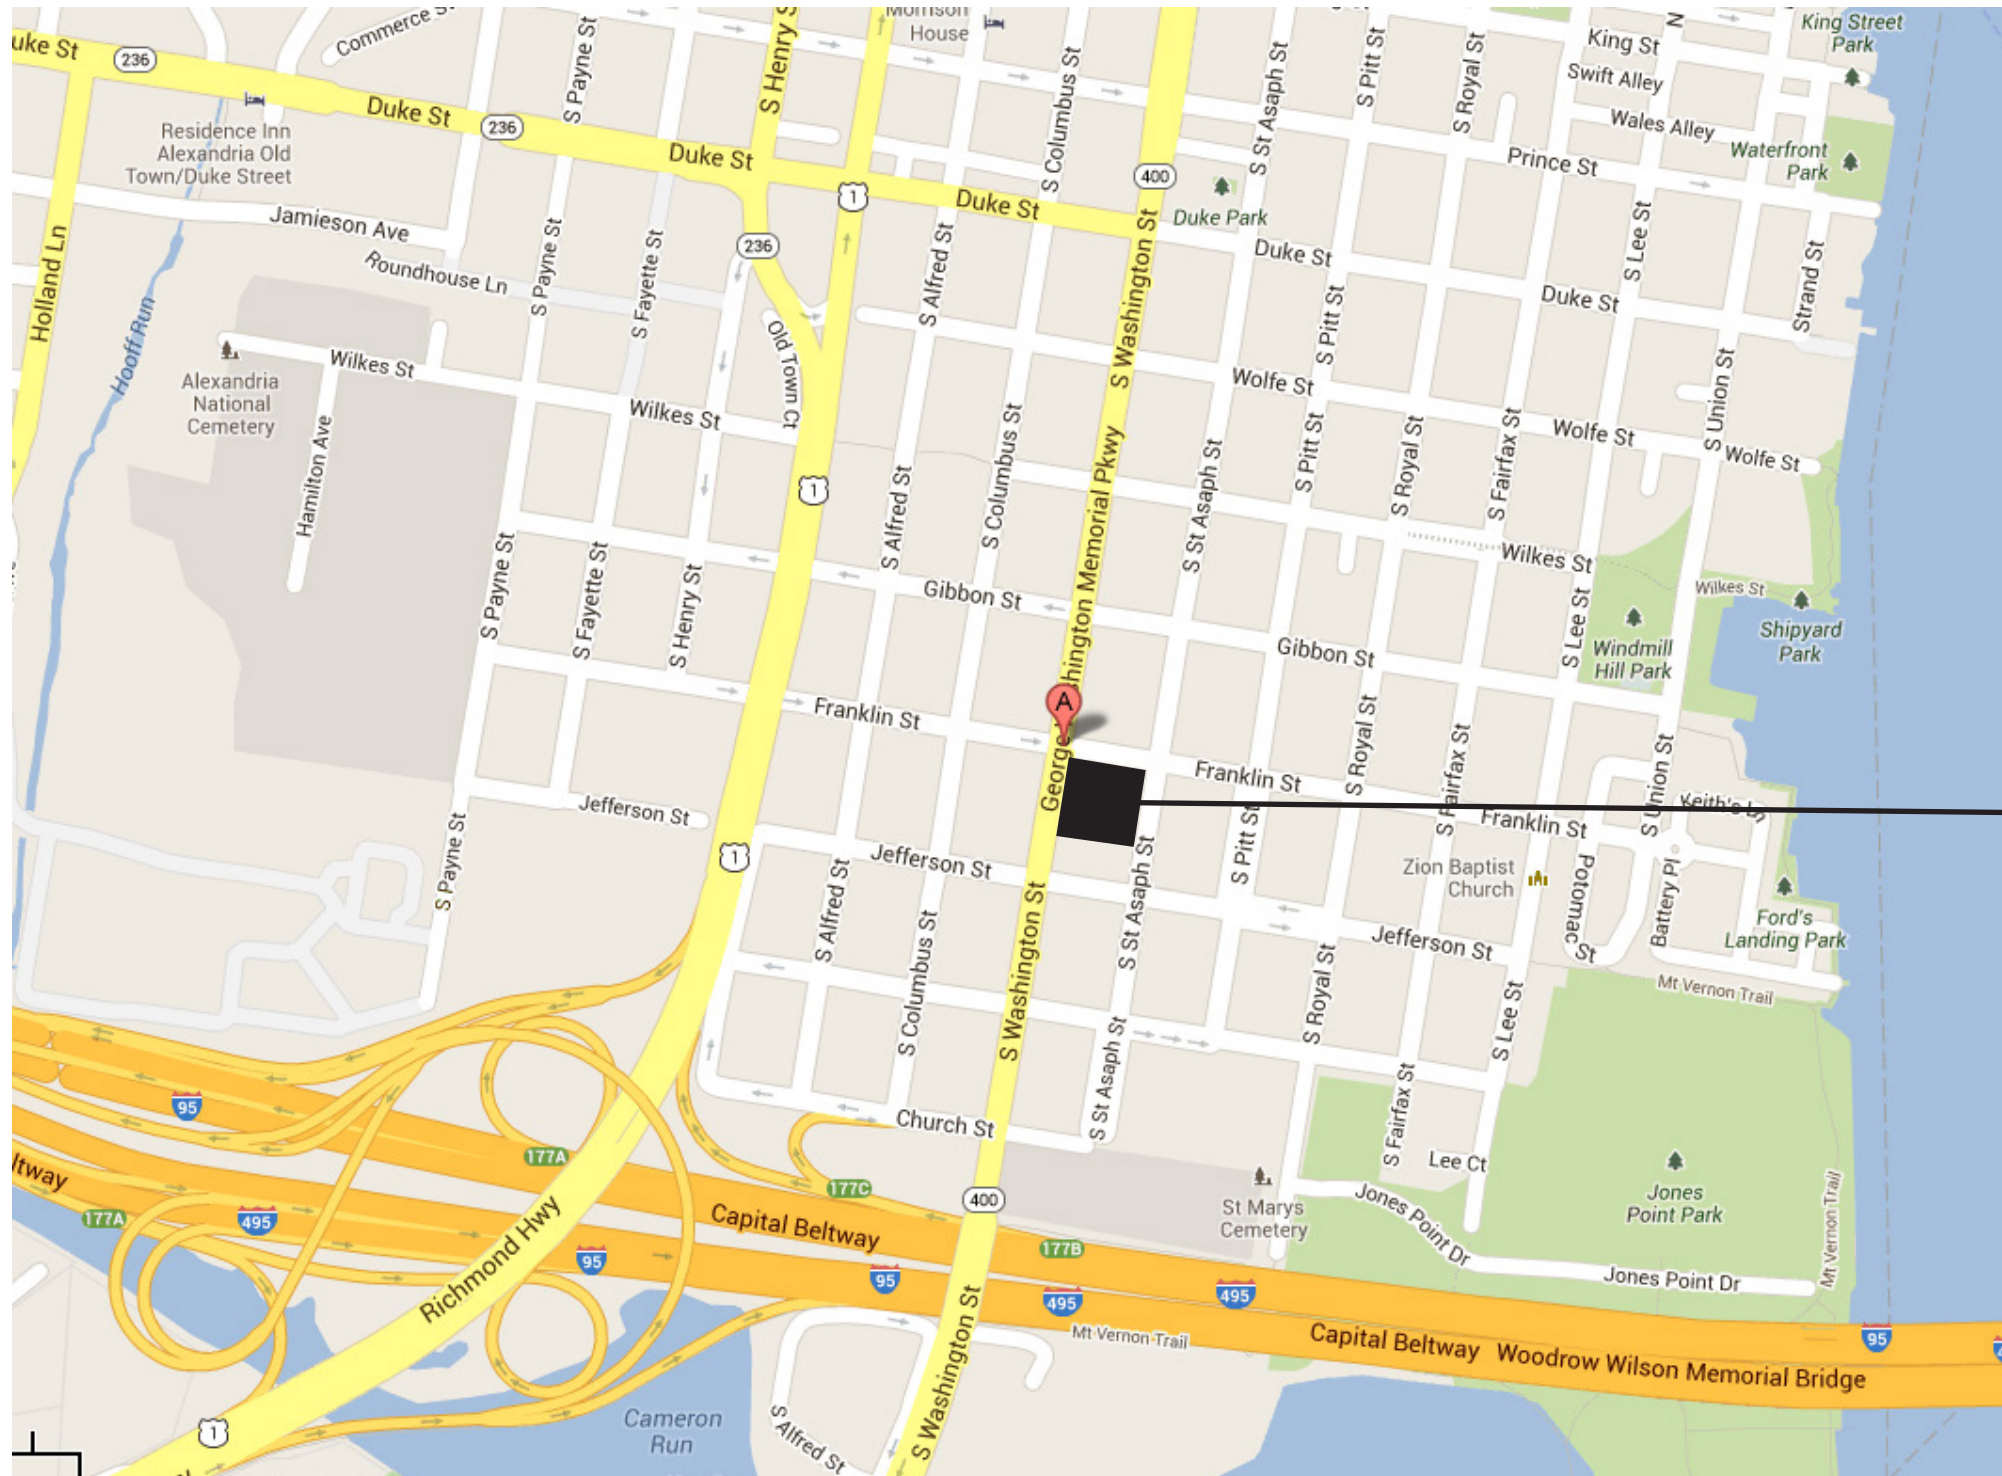 Commerce St
S Payne St
S Henry S
Morrison
House
S Columbus St
S St Asaph St
S Pitt St
S Royal St
King St
King Street
Park
Swift Alley
Wales Alley
Waterfront
Park
Prince St
uke St
236
Duke St
236
Duke St
1
Duke St
400
Duke Park
Residence Inn
Alexandria Old
Town/Duke Street
Jamieson Ave
Roundhouse Ln
236
Holland Ln
Hooff Run
S Payne St
S Fayette St
S Alfred St
S Washington St
Duke St
S Lee St
Strand St
Duke St
S Pitt St
Old Town Ct
Wilkes St
Alexandria
National
Cemetery
Hamilton Ave
Wilkes St
Wolfe St
S Union St
Wolfe St
Wolfe St
S Columbus St
S Alfred St
1
S St Asaph St
S Pitt St
S Royal St
S Fairfax St
Wilkes St
Wilkes St
Shipyard
Park
Windmill
Hill Park
S Lee St
S Payne St
S Fayette St
S Henry St
Gibbon St
Gibbon St
A
Franklin St
Franklin St
Franklin St
S Royal St
S Fairfax St
S Union St
Keith's Ln
S Pitt St
Jefferson St
S Payne St
1
Jefferson St
S Alfred St
S Columbus St
S Washington St
S St Asaph St
Zion Baptist
Church
Potomac St
Battery Pl
Ford's
Landing Park
Jefferson St
Mt Vernon Trail
S Royal St
S Lee St
S St Asaph St
S Fairfax St
Lee Ct
Church St
95
177A
177C
400
St Marys
Cemetery
Jones
Point Park
Jones Point Dr
Jones Point Dr
Mt Vernon Trail
ltway
177A
495
Richmond Hwy
95
Capital Beltway
95
177B
495
495
Mt Vernon Trail
Capital Beltway
Woodrow Wilson Memorial Bridge
95
1
Cameron
Run
S Alfred St
S Washington St